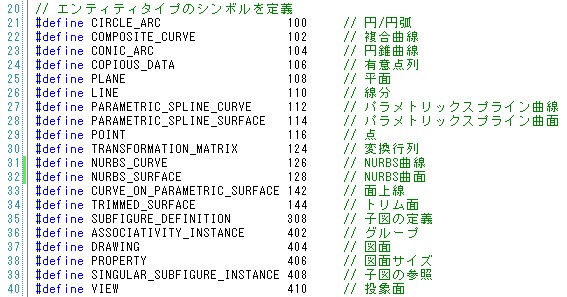 20 // エンティティタイプのシンボルを定義
21 #define CIRCLE_ARC 100 // 円/円弧
22 #define COMPOSITE_CURVE 102 // 複合曲線
23 #define CONIC_ARC 104 // 円錐曲線
24 #define COPIOUS_DATA 106 // 有意点列
25 #define PLANE 108 // 平面
26 #define LINE 110 // 線分
27 #define PARAMETRIC_SPLINE_CURVE 112 // パラメトリックスプライン曲線
28 #define PARAMETRIC_SPLINE_SURFACE 114 // パラメトリックスプライン曲面
29 #define POINT 116 // 点
30 #define TRANSFORMATION_MATRIX 124 // 変換行列
31 #define NURBS_CURVE 126 // NURBS曲線
32 #define NURBS_SURFACE 128 // NURBS曲面
33 #define CURVE_ON_PARAMETRIC_SURFACE 142 // 面上線
34 #define TRIMMED_SURFACE 144 // トリム面
35 #define SUBFIGURE_DEFINITION 308 // 子図の定義
36 #define ASSOCIATIVITY_INSTANCE 402 // グループ
37 #define DRAWING 404 // 図面
38 #define PROPERTY 406 // 図面サイズ
39 #define SINGULAR_SUBFIGURE_INSTANCE 408 // 子図の参照
40 #define VIEW 410 // 投象面